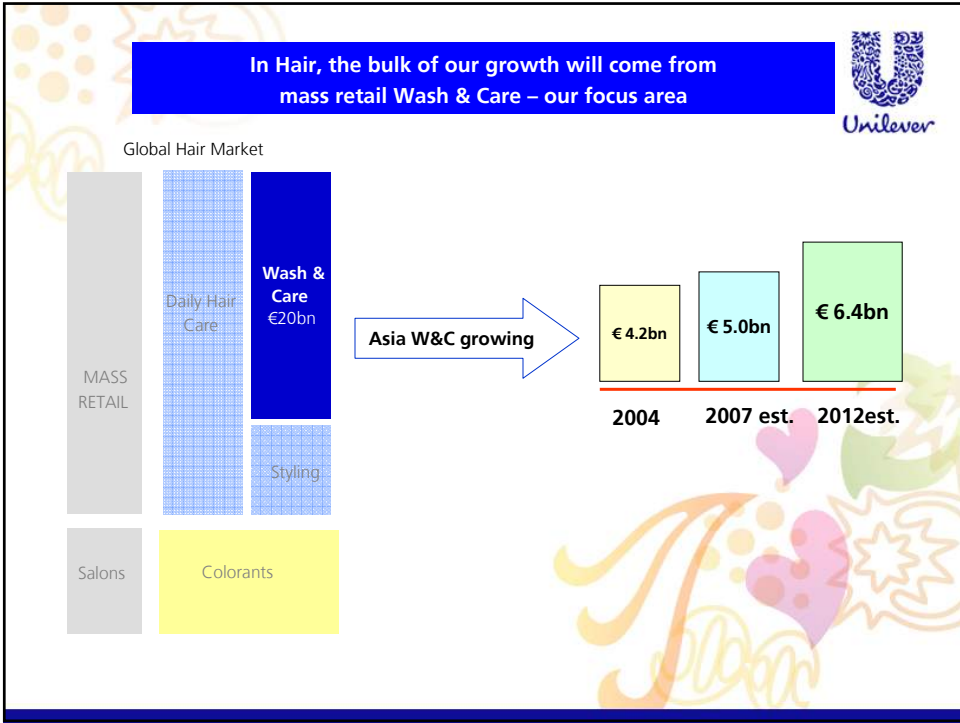 In Hair, the bulk of our growth will come from
mass retail Wash & Care – our focus area
Unilever
Global Hair Market
MASS
RETAIL
Daily Hair
Care
Wash &
Care
€20bn
Styling
Salons
Colorants
Asia W&C growing
€ 4.2bn
€ 5.0bn
€ 6.4bn
2004
2007 est.
2012est.